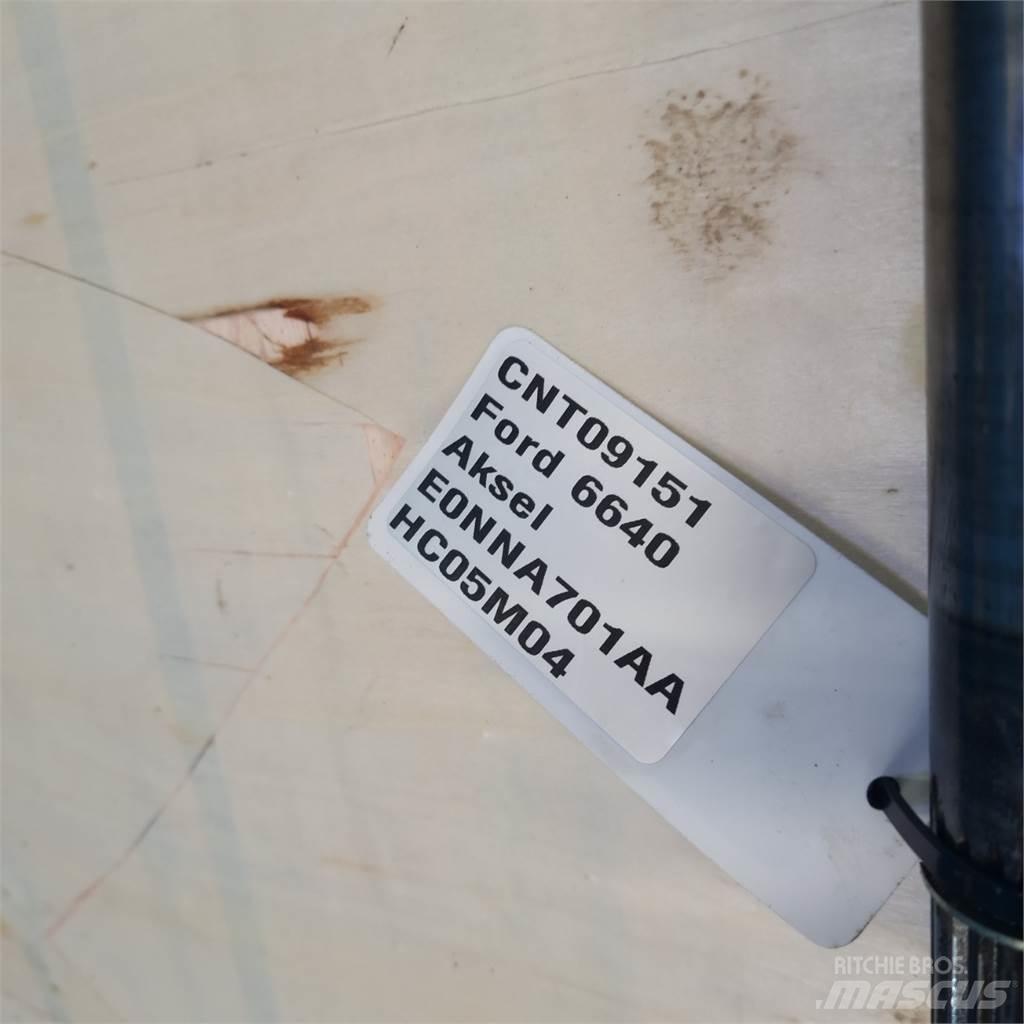 CNT09151
Ford 6640
Aksel
E0NNA701AA
HC05M04
RITCHIE BROS.
MASCUS